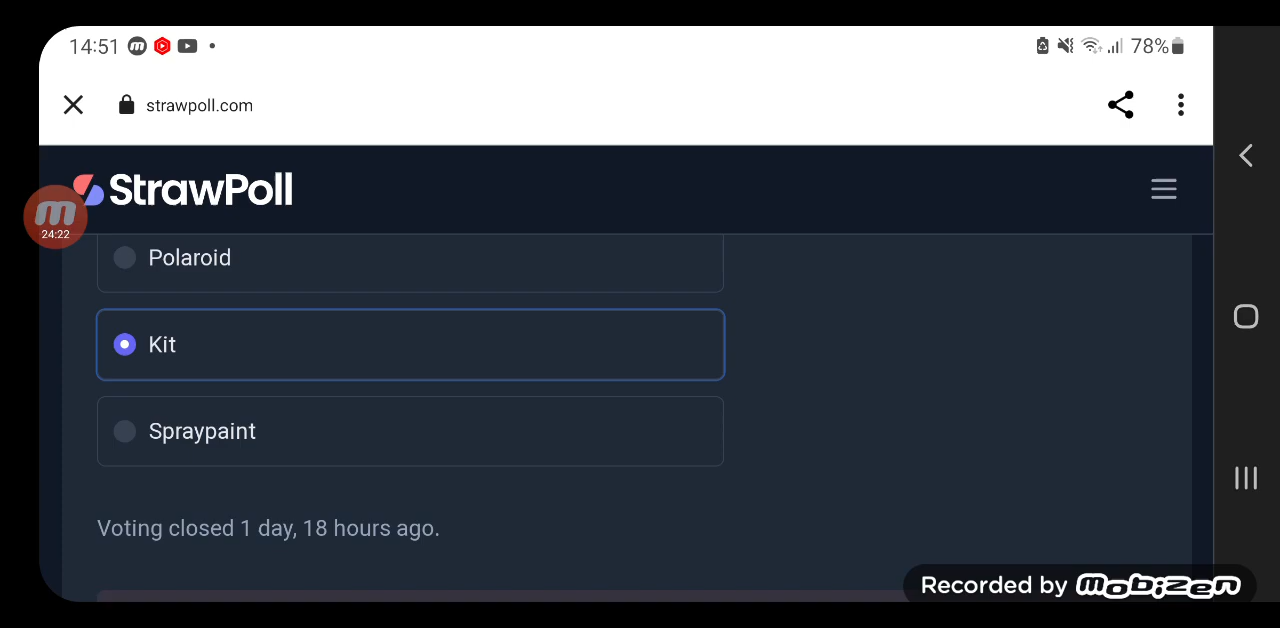 14:51
78%
strawpoll.com
StrawPoll
24:22
Polaroid
Kit
Spraypaint
Voting closed 1 day, 18 hours ago.
Recorded by Mobizen